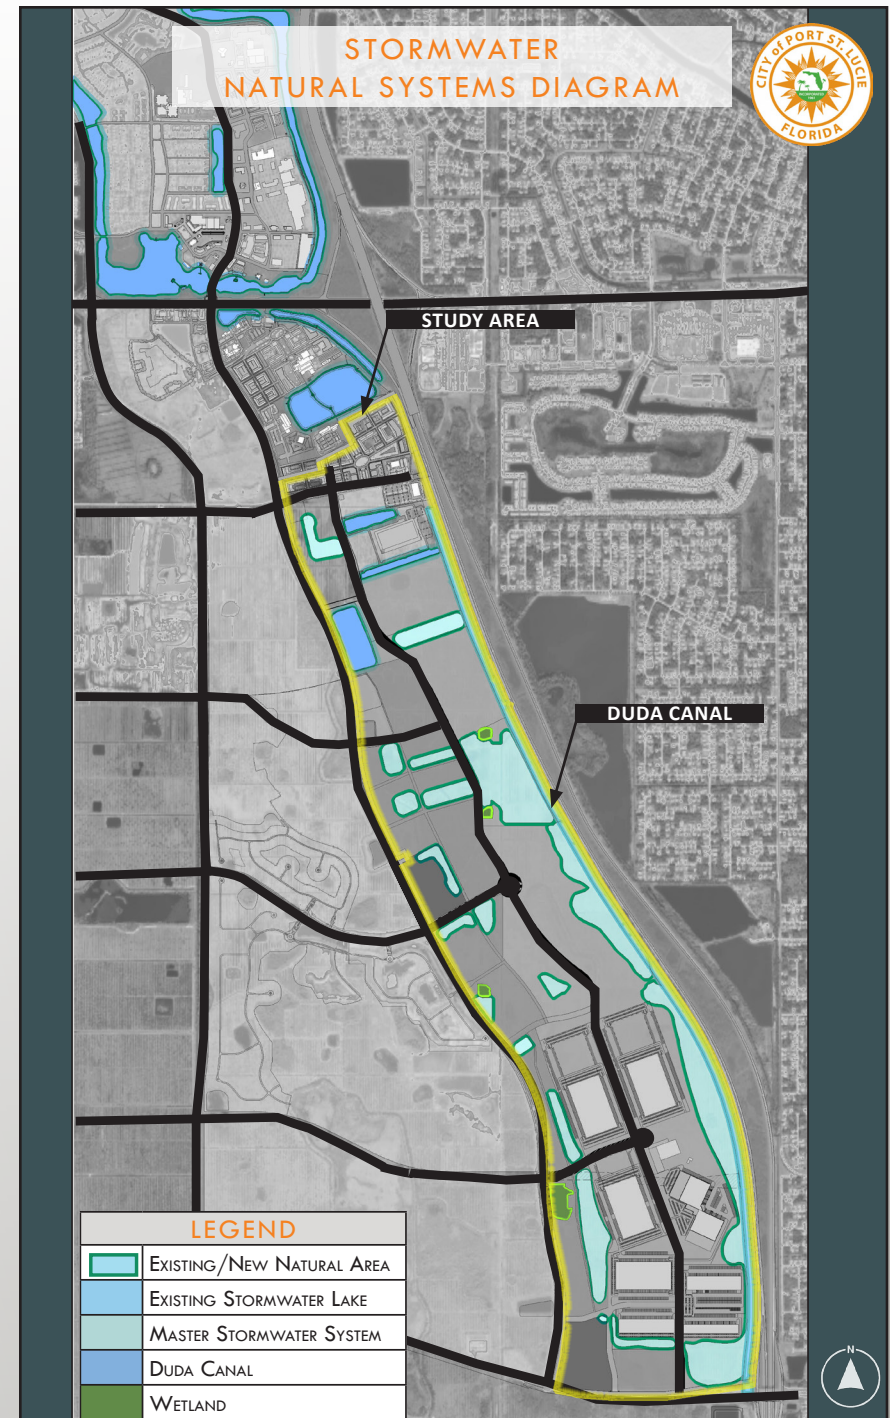 STORMWATER
NATURAL SYSTEMS DIAGRAM
CITY of PORT ST. LUCIE
FLORIDA
STUDY AREA
DUDA CANAL
LEGEND
EXISTING/NEW NATURAL AREA
EXISTING STORMWATER LAKE
MASTER STORMWATER SYSTEM
DUDA CANAL
WETLAND
N